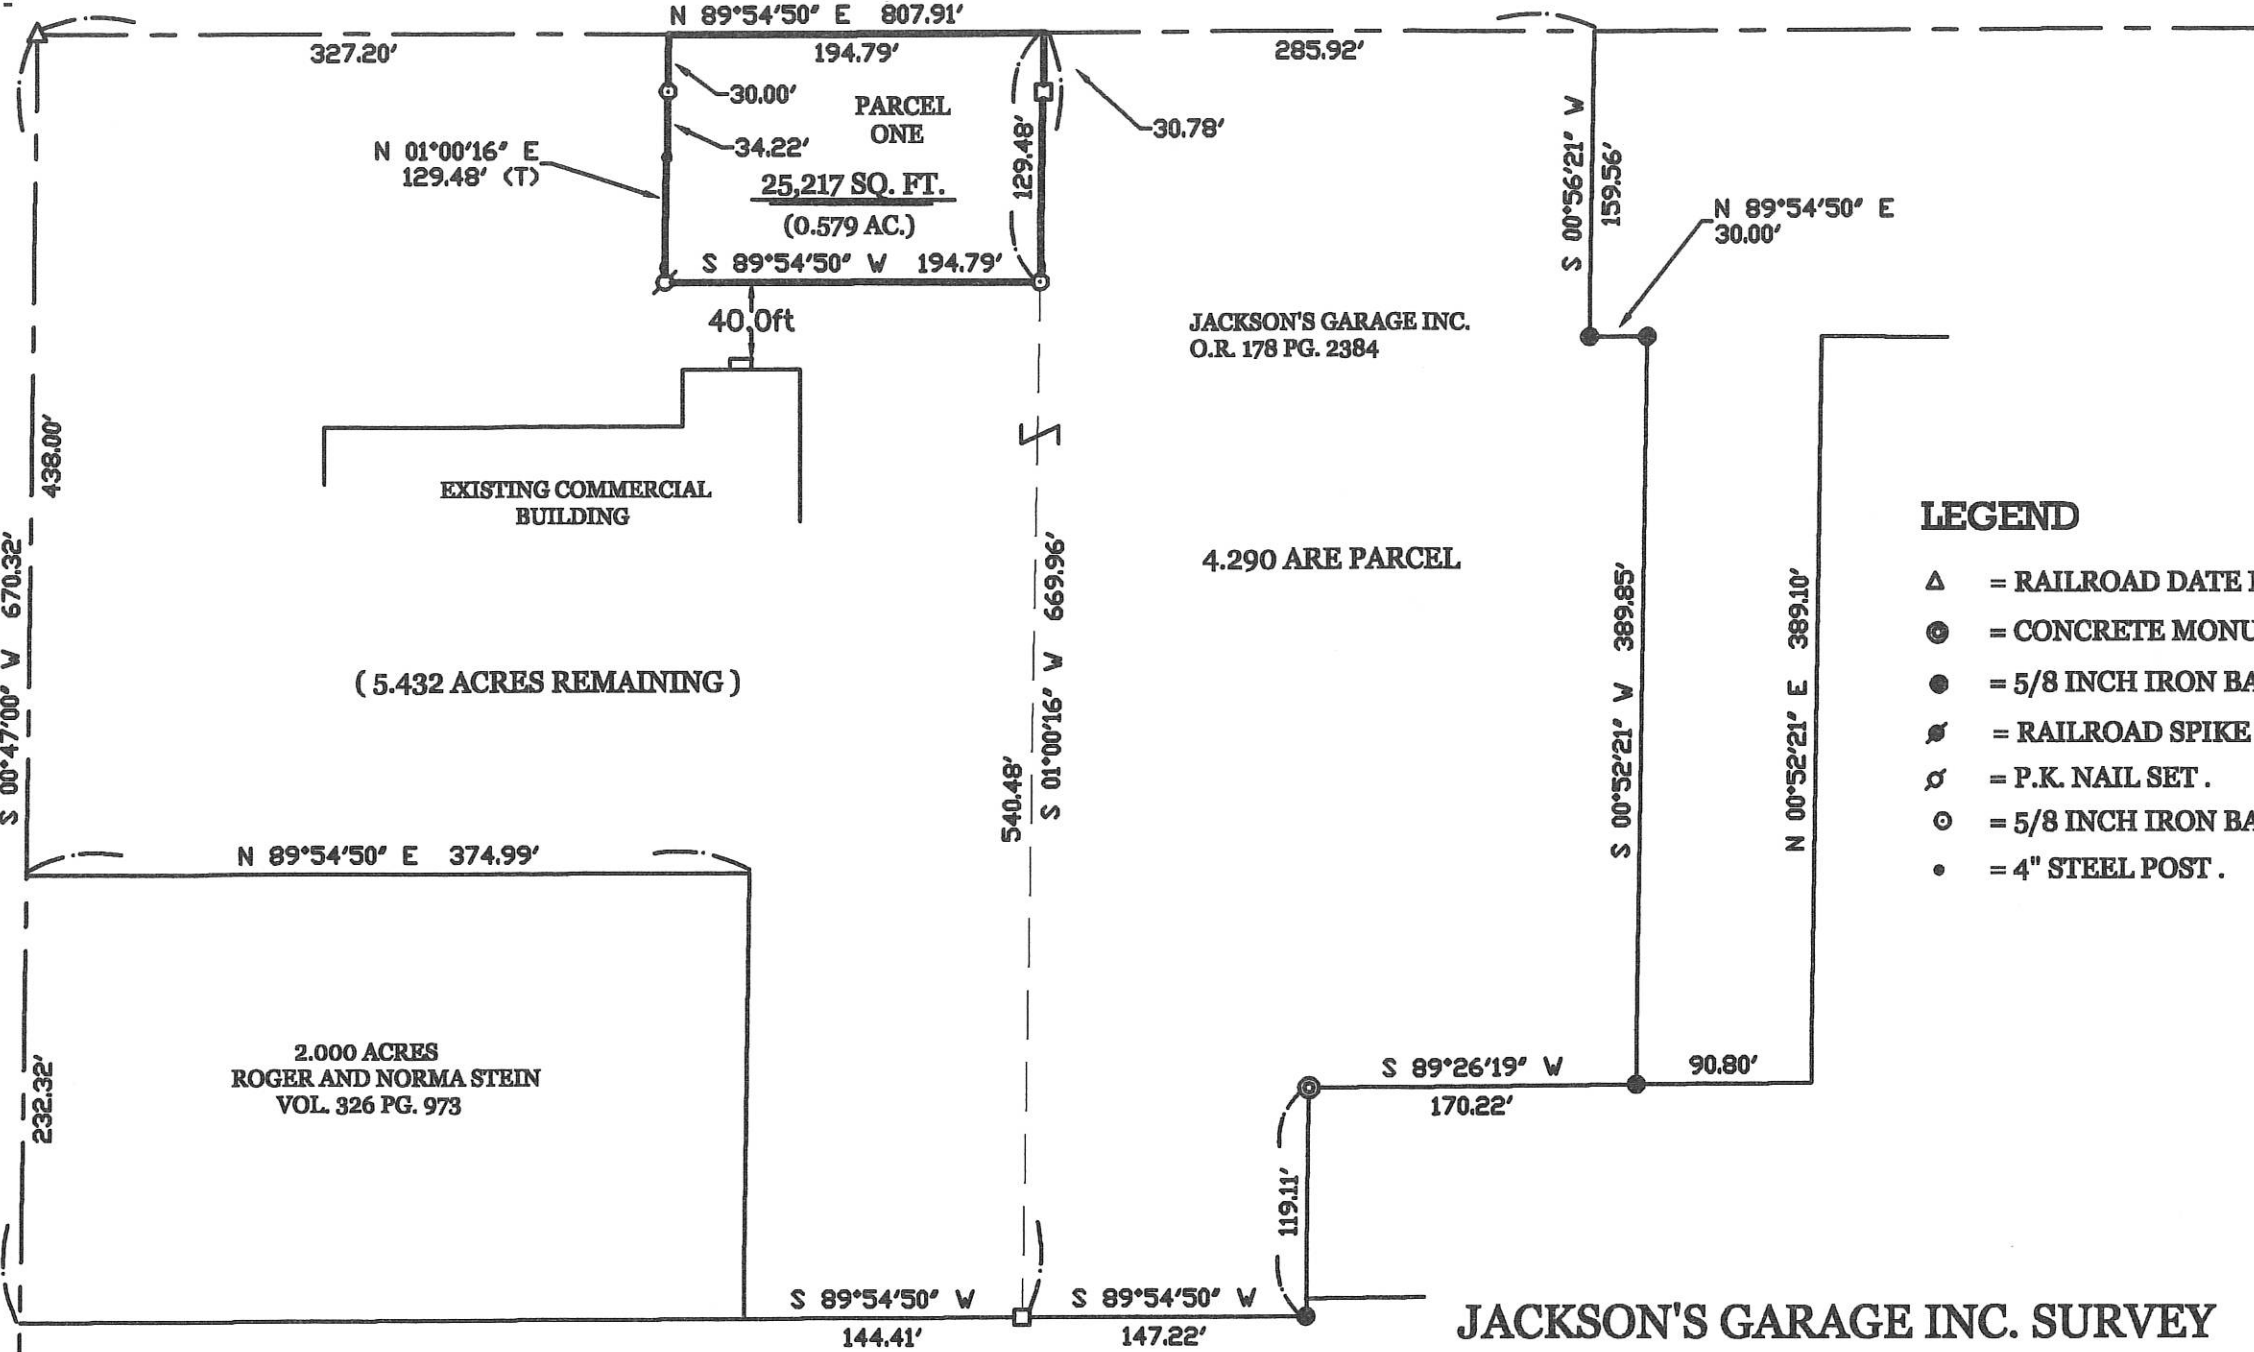 N 89°54'50" E 807.91'
327.20'
194.79'
285.92'
30.00'
34.22'
N 01°00'16" E
129.48' (T)
PARCEL
ONE
25,217 SQ. FT.
(0.579 AC.)
129.48'
30.78'
S 89°54'50" W 194.79'
40.0ft
S 00°56'21" W
159.56'
N 89°54'50" E
30.00'
JACKSON'S GARAGE INC.
O.R. 178 PG. 2384
438.00'
S 00°47'00" W 670.32'
EXISTING COMMERCIAL
BUILDING
( 5.432 ACRES REMAINING )
4.290 ARE PARCEL
S 01°00'16" W 669.96'
540.48'
S 00°52'21" W 389.85'
N 00°52'21" E 389.10'
LEGEND
= RAILROAD DATE
= CONCRETE MONU
= 5/8 INCH IRON BA
= RAILROAD SPIKE
= P.K. NAIL SET .
= 5/8 INCH IRON BA
= 4" STEEL POST .
N 89°54'50" E 374.99'
232.32'
2.000 ACRES
ROGER AND NORMA STEIN
VOL. 326 PG. 973
S 89°26'19" W
170.22'
90.80'
119.11'
S 89°54'50" W
144.41'
S 89°54'50" W
147.22'
JACKSON'S GARAGE INC. SURVEY